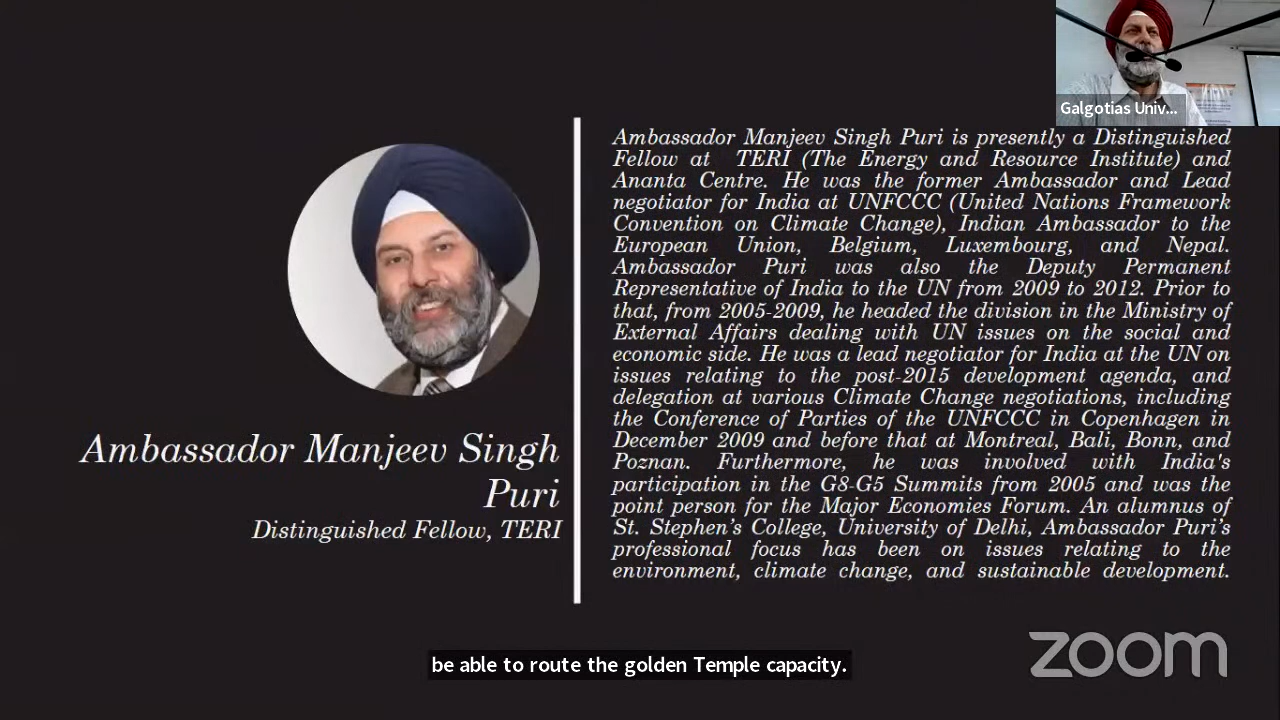 Galgotias Univ...
Ambassador Manjeev Singh Puri is presently a Distinguished
Fellow at TERI (The Energy and Resource Institute) and
Ananta Centre. He was the former Ambassador and Lead
negotiator for India at UNFCCC (United Nations Framework
Convention on Climate Change), Indian Ambassador to the
European Union, Belgium, Luxembourg, and Nepal.
Ambassador Puri was also the Deputy Permanent
Representative of India to the UN from 2009 to 2012. Prior to
that, from 2005-2009, he headed the division in the Ministry of
External Affairs dealing with UN issues on the social and
economic side. He was a lead negotiator for India at the UN on
issues relating to the post-2015 development agenda, and
delegation at various Climate Change negotiations, including
the Conference of Parties of the UNFCCC in Copenhagen in
December 2009 and before that at Montreal, Bali, Bonn, and
Poznan. Furthermore, he was involved with India's
participation in the G8-G5 Summits from 2005 and was the
point person for the Major Economies Forum. An alumnus of
St. Stephen's College, University of Delhi, Ambassador Puri's
professional focus has been on issues relating to the
environment, climate change, and sustainable development.
Ambassador Manjeev Singh
Puri
Distinguished Fellow, TERI
be able to route the golden Temple capacity.
zoom